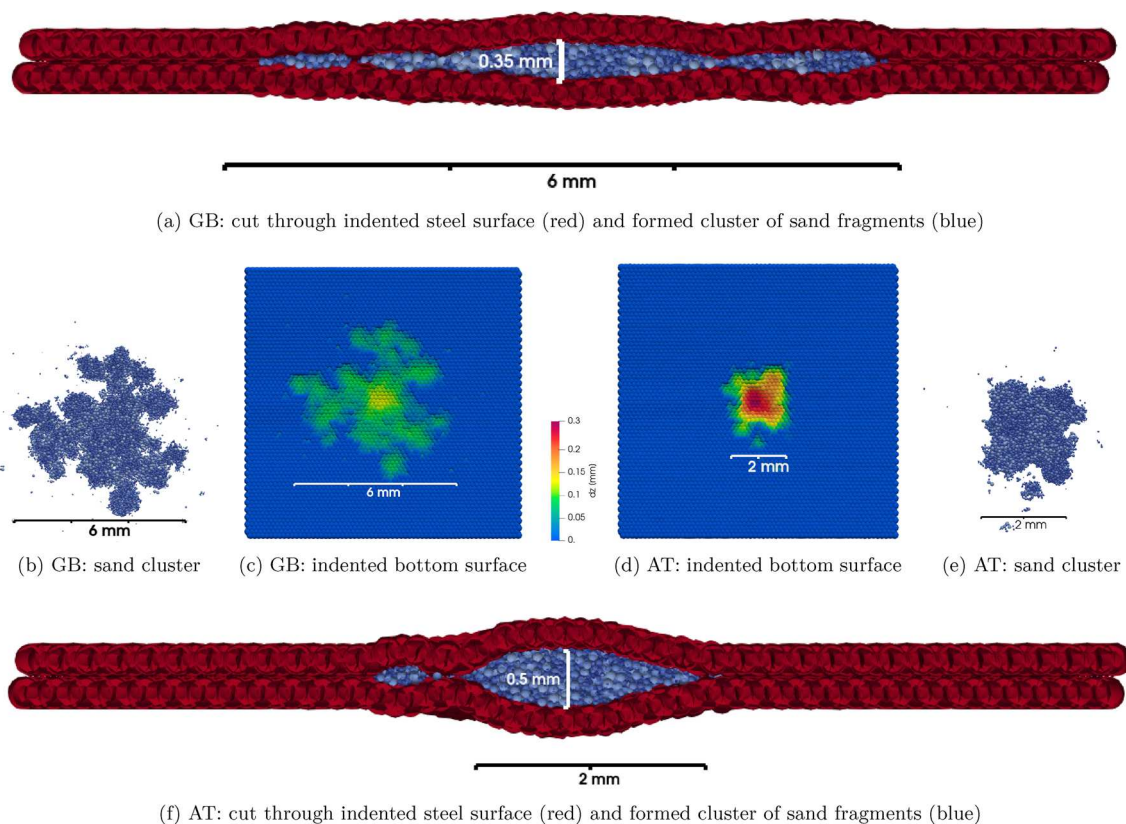 0.35 mm
6 mm
(a) GB: cut through indented steel surface (red) and formed cluster of sand fragments (blue)
6 mm
(b) GB: sand cluster
6 mm
(c) GB: indented bottom surface
0.3
0.2
0.15
0.1
0.05
0.
dz (mm)
2 mm
(d) AT: indented bottom surface
2 mm
(e) AT: sand cluster
0.5 mm
2 mm
(f) AT: cut through indented steel surface (red) and formed cluster of sand fragments (blue)